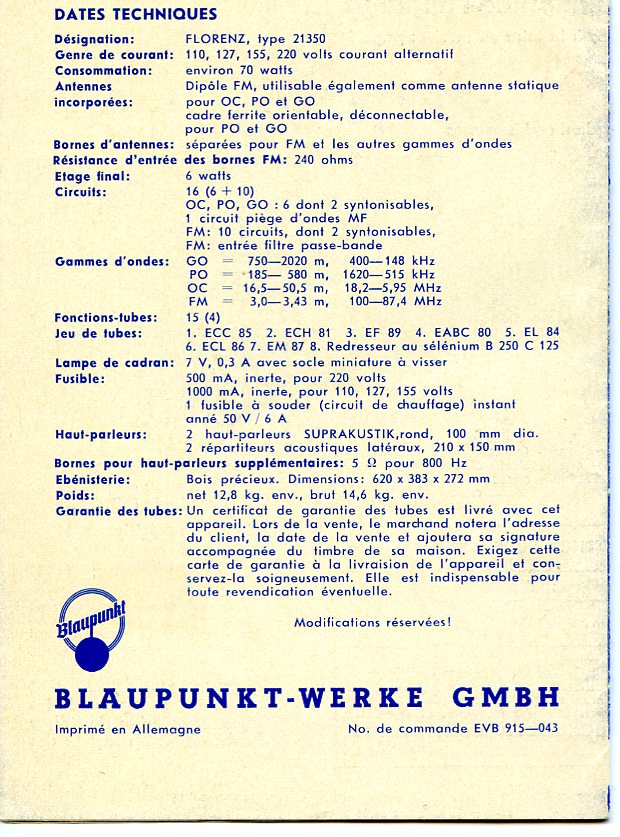 DATES TECHNIQUES
Désignation: FLORENZ, type 21350
Genre de courant: 110, 127, 155, 220 volts courant alternatif
Consommation: environ 70 watts
Antennes Dipôle FM, utilisable également comme antenne statique
incorporées: pour OC, PO et GO
cadre ferrite orientable, déconnectable,
pour PO et GO
Bornes d'antennes: séparées pour FM et les autres gammes d'ondes
Résistance d'entrée des bornes FM: 240 ohms
Etage final: 6 watts
Circuits: 16 (6 + 10)
OC, PO, GO : 6 dont 2 syntonisables,
1 circuit piège d'ondes MF
FM: 10 circuits, dont 2 syntonisables,
FM: entrée filtre passe-bande
Gammes d'ondes: GO = 750—2020 m, 400—148 kHz
PO = 185— 580 m, 1620—515 kHz
OC = 16,5—50,5 m, 18,2—5,95 MHz
FM = 3,0—3,43 m, 100—87,4 MHz
Fonctions-tubes: 15 (4)
Jeu de tubes: 1. ECC 85 2. ECH 81 3. EF 89 4. EABC 80 5. EL 84
6. ECL 86 7. EM 87 8. Redresseur au sélénium B 250 C 125
Lampe de cadran: 7 V, 0,3 A avec socle miniature à visser
Fusible: 500 mA, inerte, pour 220 volts
1000 mA, inerte, pour 110, 127, 155 volts
1 fusible à souder (circuit de chauffage) instant
anné 50 V / 6 A
Haut-parleurs: 2 haut-parleurs SUPRAKUSTIK,rond, 100 mm dia.
2 répartiteurs acoustiques latéraux, 210 x 150 mm
Bornes pour haut-parleurs supplémentaires: 5 Ω pour 800 Hz
Ebénisterie: Bois précieux. Dimensions: 620 x 383 x 272 mm
Poids: net 12,8 kg. env., brut 14,6 kg. env.
Garantie des tubes: Un certificat de garantie des tubes est livré avec cet
appareil. Lors de la vente, le marchand notera l'adresse
du client, la date de la vente et ajoutera sa signature
accompagnée du timbre de sa maison. Exigez cette
carte de garantie à la livraison de l'appareil et con-
servez-la soigneusement. Elle est indispensable pour
toute revendication éventuelle.
Blaupunkt
Modifications réservées!
BLAUPUNKT-WERKE GMBH
Imprimé en Allemagne No. de commande EVB 915—043